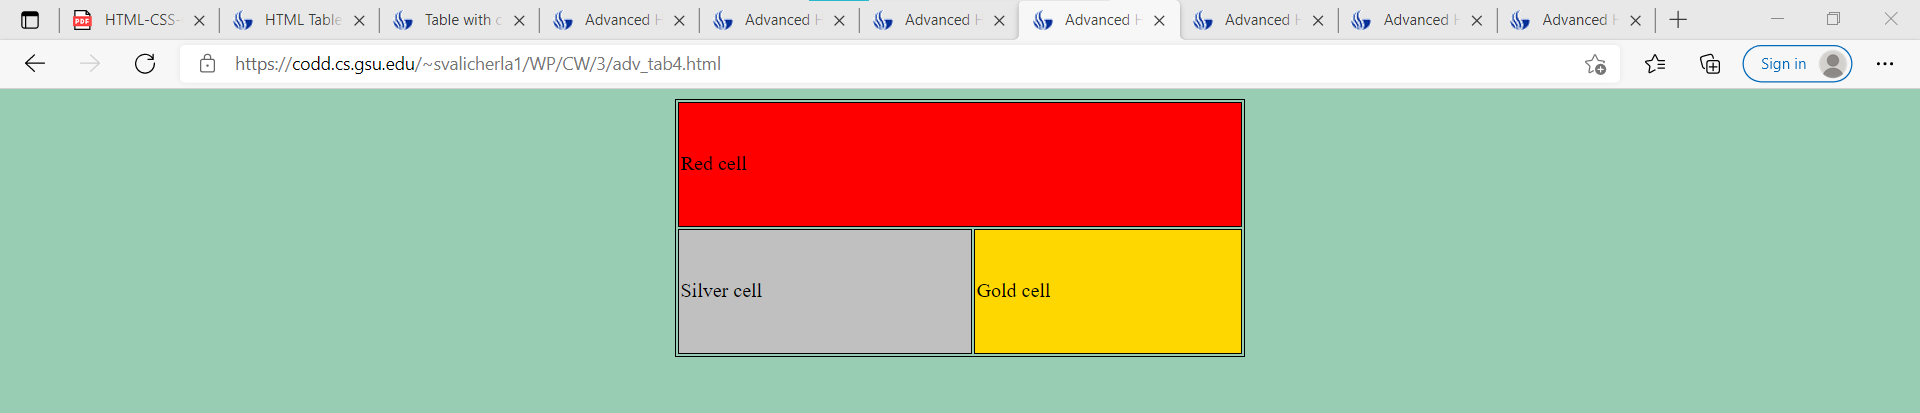 HTML-CSS-
HTML Table
Table with c
Advanced H
Advanced H
Advanced H
Advanced H
Advanced H
Advanced H
Advanced H
https://codd.cs.gsu.edu/~svalicherla1/WP/CW/3/adv_tab4.html
Sign in
Red cell
Silver cell
Gold cell